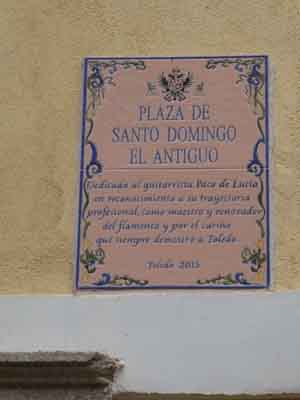 PLAZA DE
SANTO DOMINGO
EL ANTIGUO
Dedicada al guitarrista Paco de Lucía
en reconocimiento a su trayectoria
profesional, como maestro y renovador
del flamenco y por el cariño
que siempre demostró a Toledo.
Toledo 2015